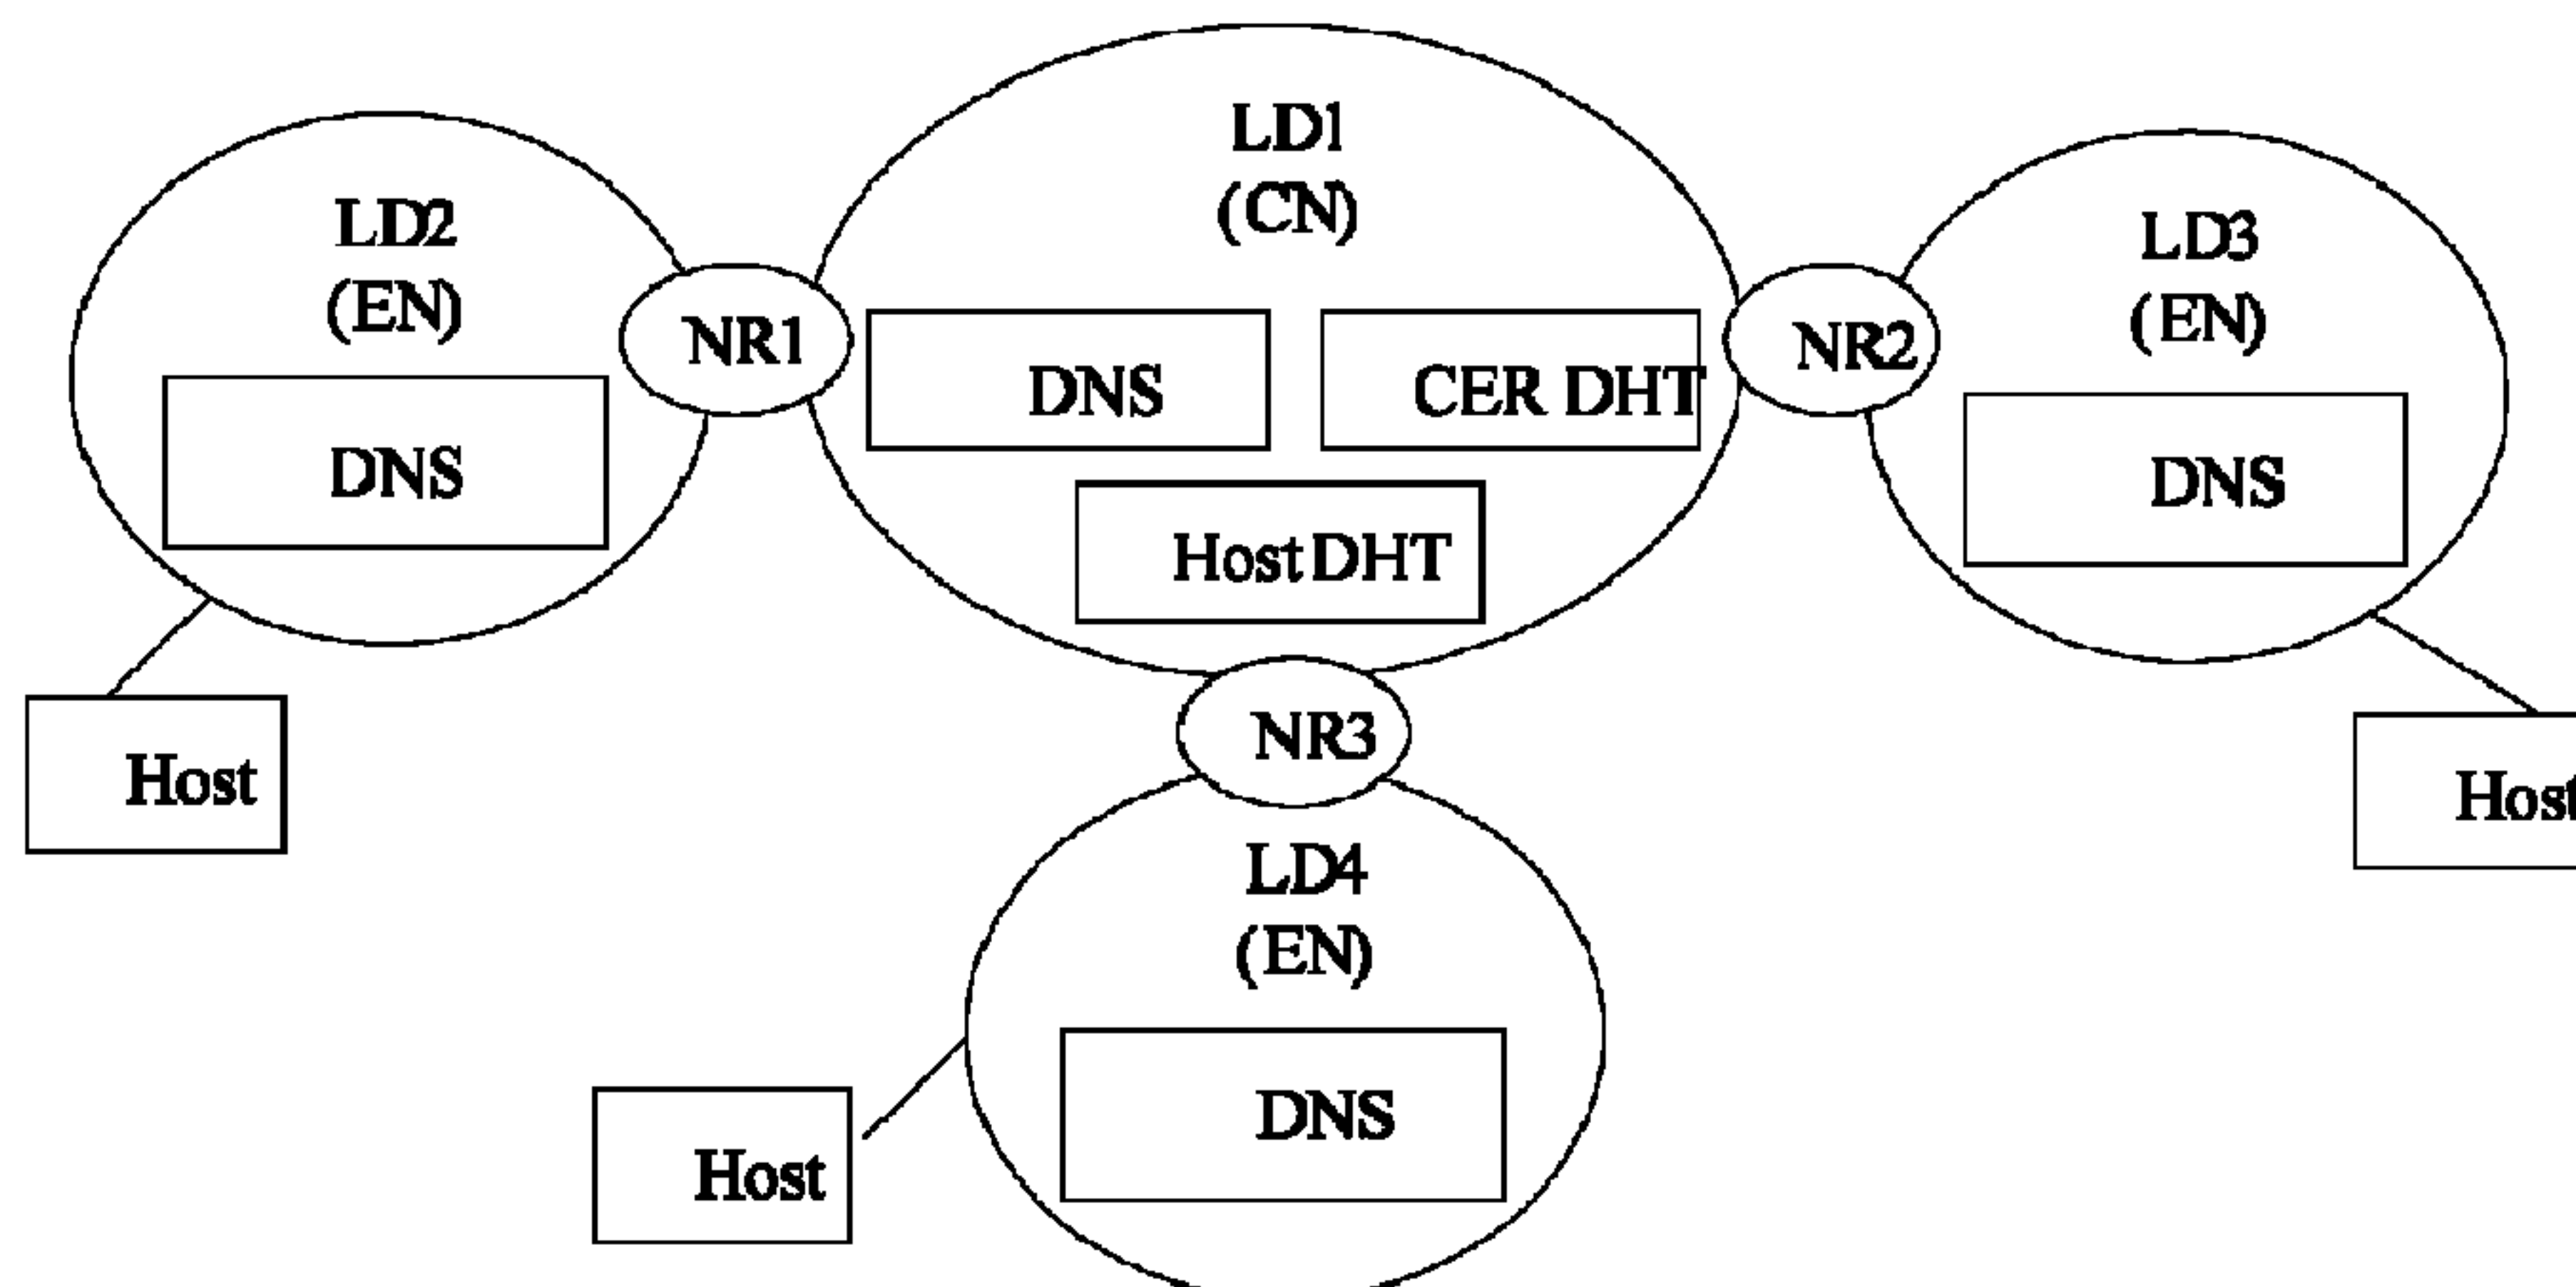 LD1
(CN)
LD2
(EN)
LD3
(EN)
NR1
NR2
DNS
CER DHT
DNS
DNS
Host DHT
NR3
Host
Host
LD4
(EN)
DNS
Host